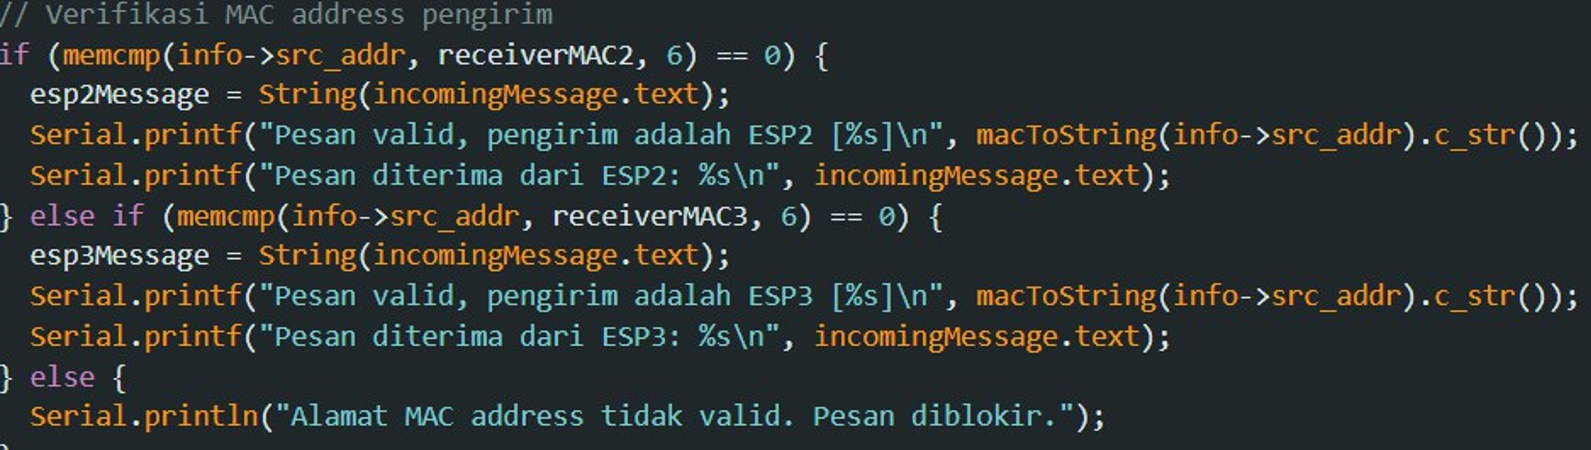 // Verifikasi MAC address pengirim
if (memcmp(info->src_addr, receiverMAC2, 6) == 0) {
  esp2Message = String(incomingMessage.text);
  Serial.printf("Pesan valid, pengirim adalah ESP2 [%s]\n", macToString(info->src_addr).c_str());
  Serial.printf("Pesan diterima dari ESP2: %s\n", incomingMessage.text);
} else if (memcmp(info->src_addr, receiverMAC3, 6) == 0) {
  esp3Message = String(incomingMessage.text);
  Serial.printf("Pesan valid, pengirim adalah ESP3 [%s]\n", macToString(info->src_addr).c_str());
  Serial.printf("Pesan diterima dari ESP3: %s\n", incomingMessage.text);
} else {
  Serial.println("Alamat MAC address tidak valid. Pesan diblokir.");
}